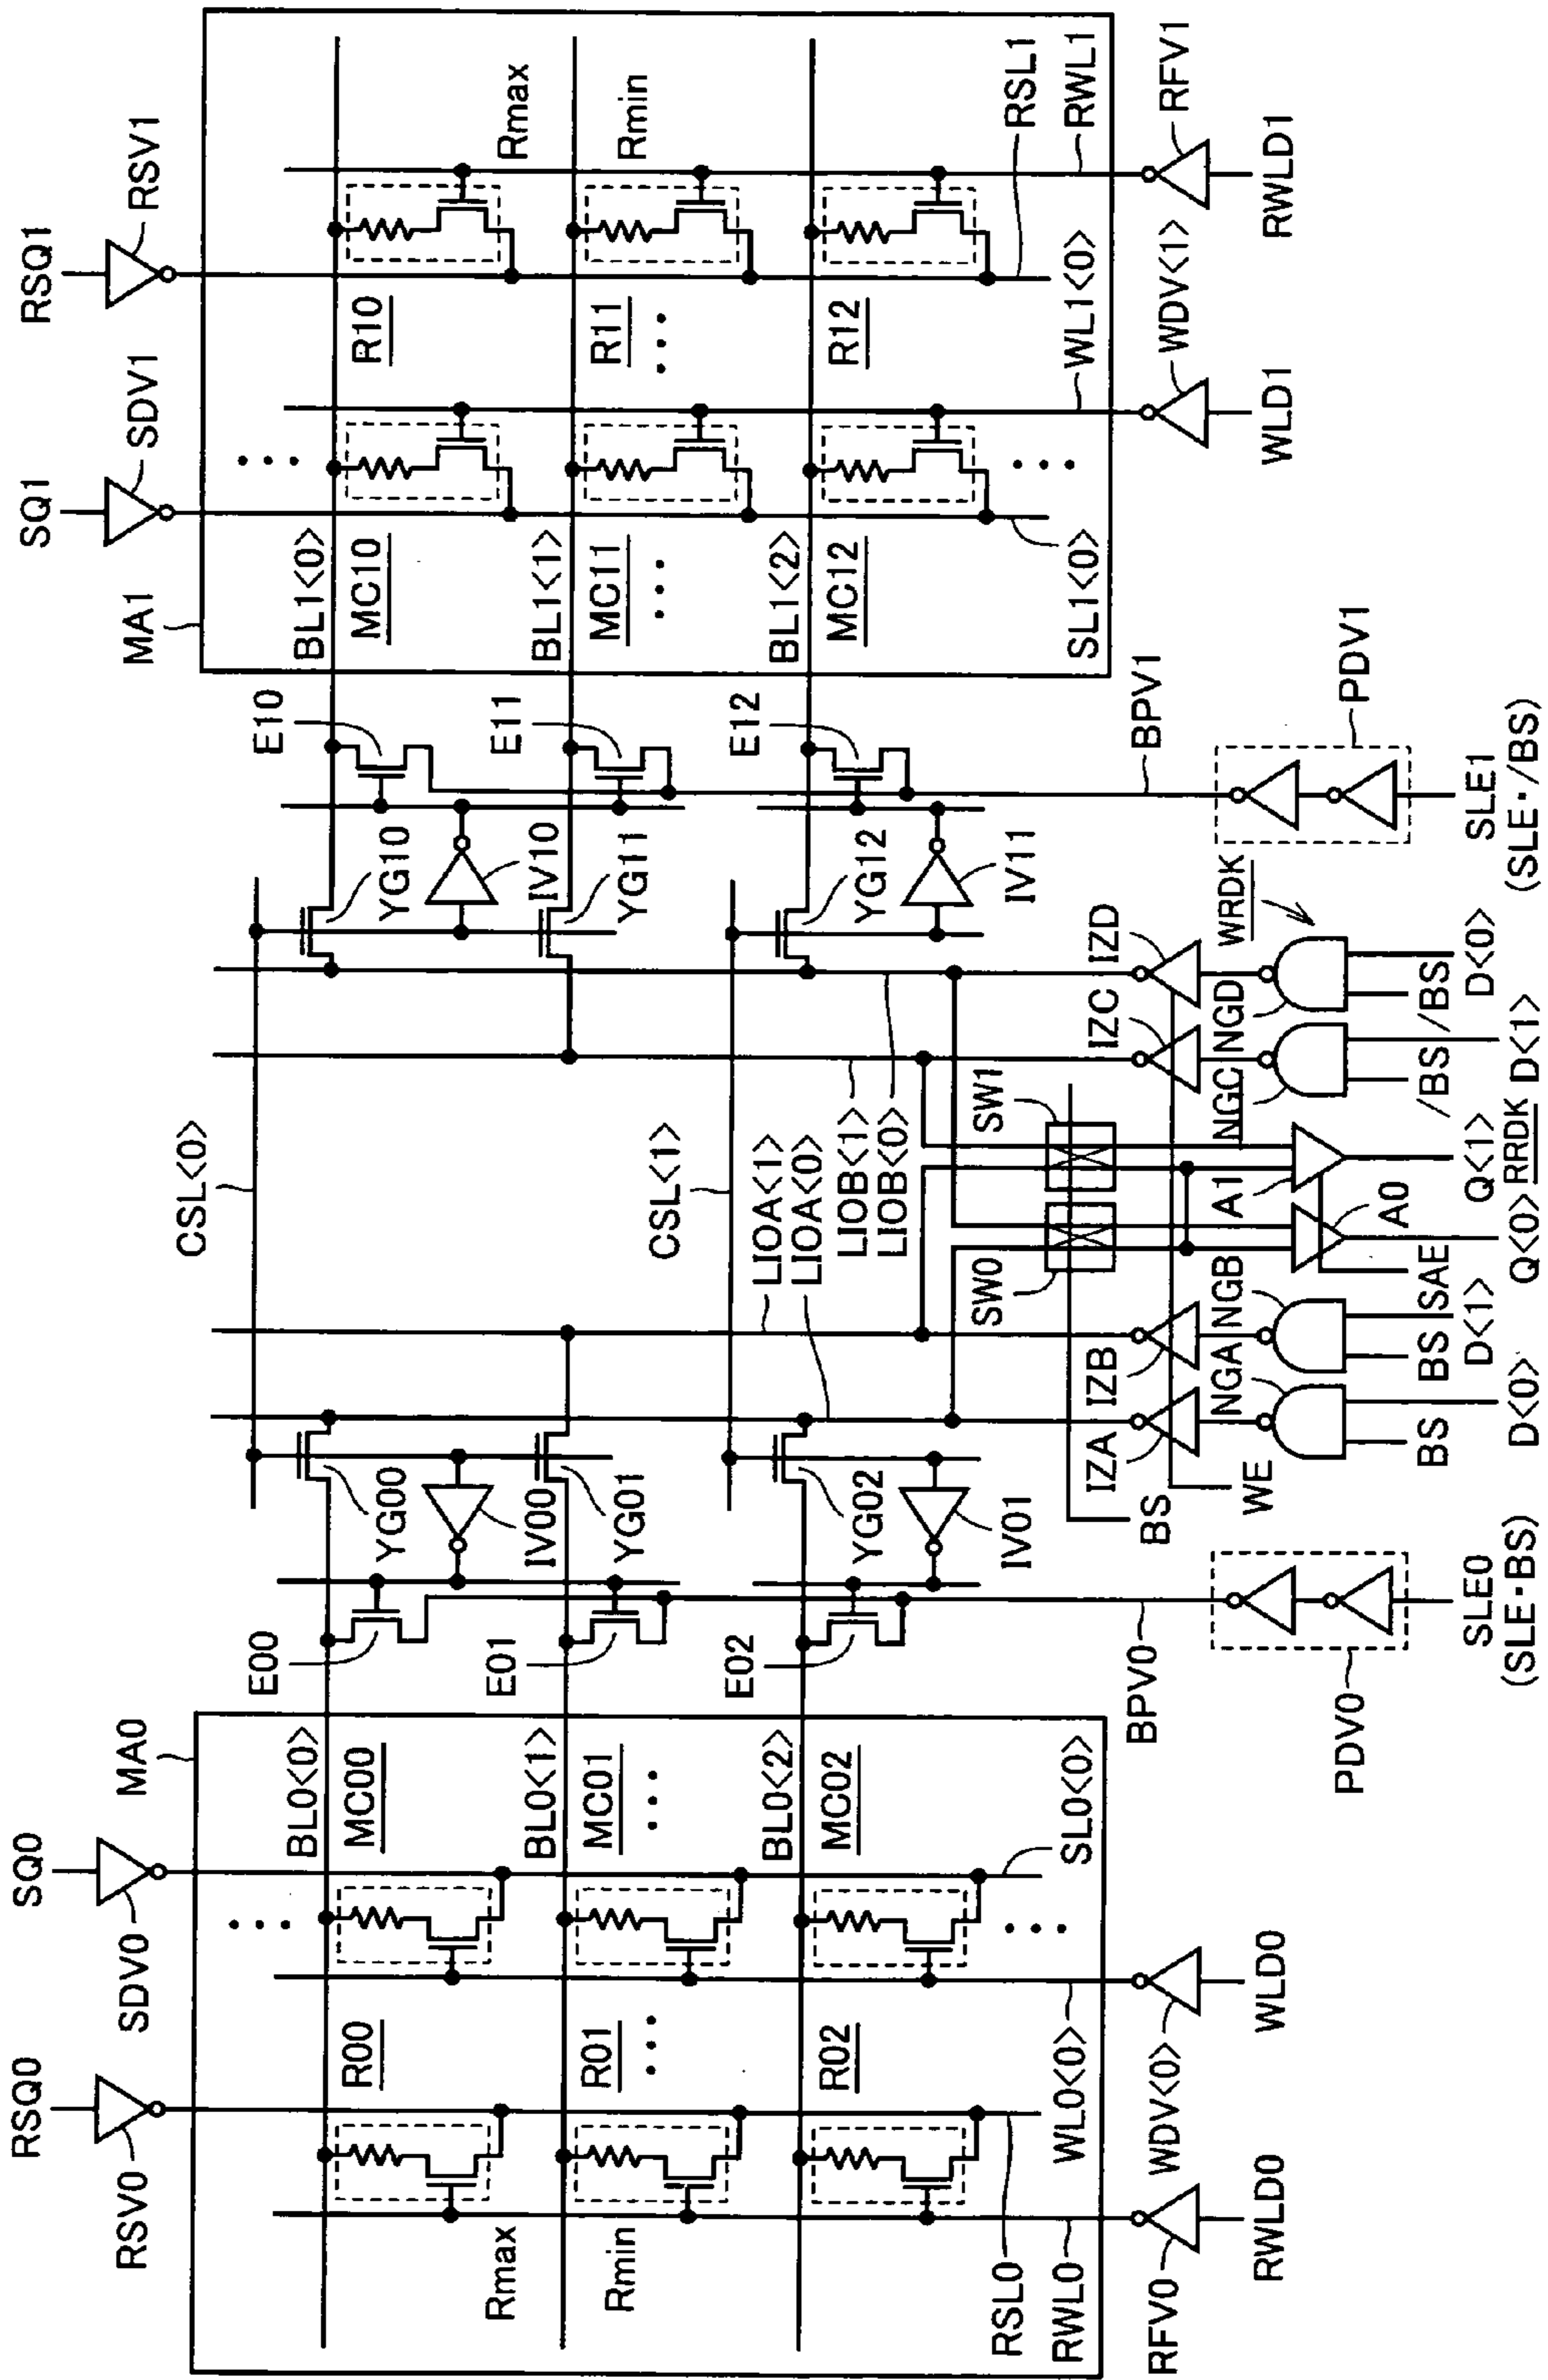 RSQ0
SQ0
SQ1
RSQ1
RSV0
SDV0
MA0
MA1
SDV1
RSV1
CSL<0>
BL0<0>
BL1<0>
R00
MC00
E00
YG00
IV00
E10
YG10
IV10
MC10
R10
Rmax
Rmax
BL0<1>
BL1<1>
R01
MC01
E01
YG01
E11
YG11
MC11
R11
Rmin
Rmin
CSL<1>
BL0<2>
BL1<2>
R02
MC02
E02
YG02
IV01
E12
YG12
IV11
MC12
R12
LIOA<1>
LIOA<0>
LIOB<1>
LIOB<0>
RSL0
RWL0
WL0<0>
SL0<0>
SL1<0>
WL1<0>
RSL1
RWL1
BPV0
BPV1
SW0
SW1
IZA
IZB
IZC
IZD
RFV0
WDV<0>
WDV<1>
RFV1
BS
WE
NGA
NGB
A1
A0
NGC
NGD
WRDK
RWLD0
WLD0
WLD1
RWLD1
PDV0
PDV1
BS
BS
SAE
/BS
/BS
SLE0
(SLE·BS)
D<0>
D<1>
Q<0>
Q<1>
RRDK
D<1>
D<0>
SLE1
(SLE·/BS)